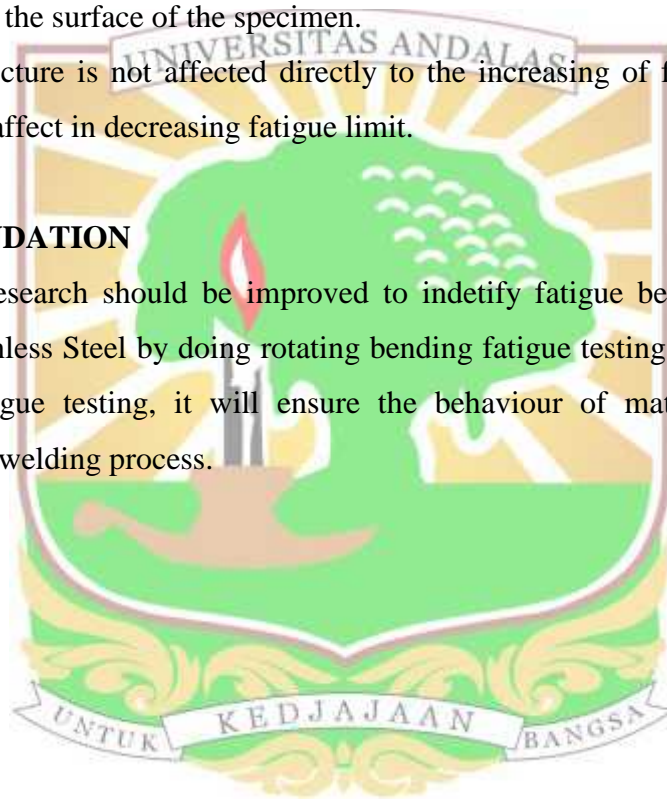 the surface of the specimen.
UNIVERSITAS ANDALAS
cture is not affected directly to the increasing of f
affect in decreasing fatigue limit.
NDATION
esearch should be improved to indetify fatigue be
nless Steel by doing rotating bending fatigue testing
gue testing, it will ensure the behaviour of mat
welding process.
UNTUK KEDJAJAAN BANGSA